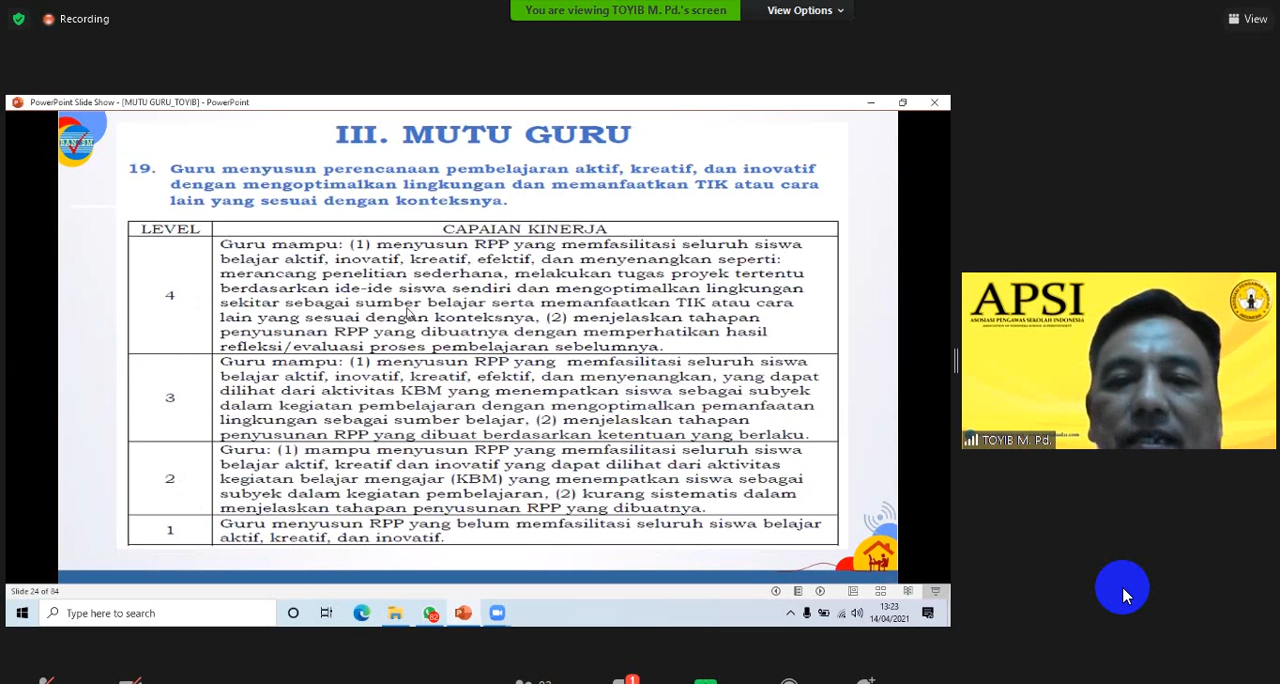 Recording
You are viewing TOYIB M. Pd.'s screen
View Options
View
PowerPoint Slide Show - [MUTU GURU_TOYIB] - PowerPoint
III. MUTU GURU
19. Guru menyusun perencanaan pembelajaran aktif, kreatif, dan inovatif
dengan mengoptimalkan lingkungan dan memanfaatkan TIK atau cara
lain yang sesuai dengan konteksnya.
LEVEL
CAPAIAN KINERJA
4
Guru mampu: (1) menyusun RPP yang memfasilitasi seluruh siswa
belajar aktif, inovatif, kreatif, efektif, dan menyenangkan seperti:
merancang penelitian sederhana, melakukan tugas proyek tertentu
berdasarkan ide-ide siswa sendiri dan mengoptimalkan lingkungan
sekitar sebagai sumber belajar serta memanfaatkan TIK atau cara
lain yang sesuai dengan konteksnya, (2) menjelaskan tahapan
penyusunan RPP yang dibuatnya dengan memperhatikan hasil
refleksi/evaluasi proses pembelajaran sebelumnya.
3
Guru mampu: (1) menyusun RPP yang memfasilitasi seluruh siswa
belajar aktif, inovatif, kreatif, efektif, dan menyenangkan, yang dapat
dilihat dari aktivitas KBM yang menempatkan siswa sebagai subyek
dalam kegiatan pembelajaran dengan mengoptimalkan pemanfaatan
lingkungan sebagai sumber belajar, (2) menjelaskan tahapan
penyusunan RPP yang dibuat berdasarkan ketentuan yang berlaku.
2
Guru: (1) mampu menyusun RPP yang memfasilitasi seluruh siswa
belajar aktif, kreatif dan inovatif yang dapat dilihat dari aktivitas
kegiatan belajar mengajar (KBM) yang menempatkan siswa sebagai
subyek dalam kegiatan pembelajaran, (2) kurang sistematis dalam
menjelaskan tahapan penyusunan RPP yang dibuatnya.
1
Guru menyusun RPP yang belum memfasilitasi seluruh siswa belajar
aktif, kreatif, dan inovatif.
Slide 24 of 84
Type here to search
13:23
14/04/2021
APSI
ASOSIASI PENGAWAS SEKOLAH INDONESIA
TOYIB M. Pd.
1